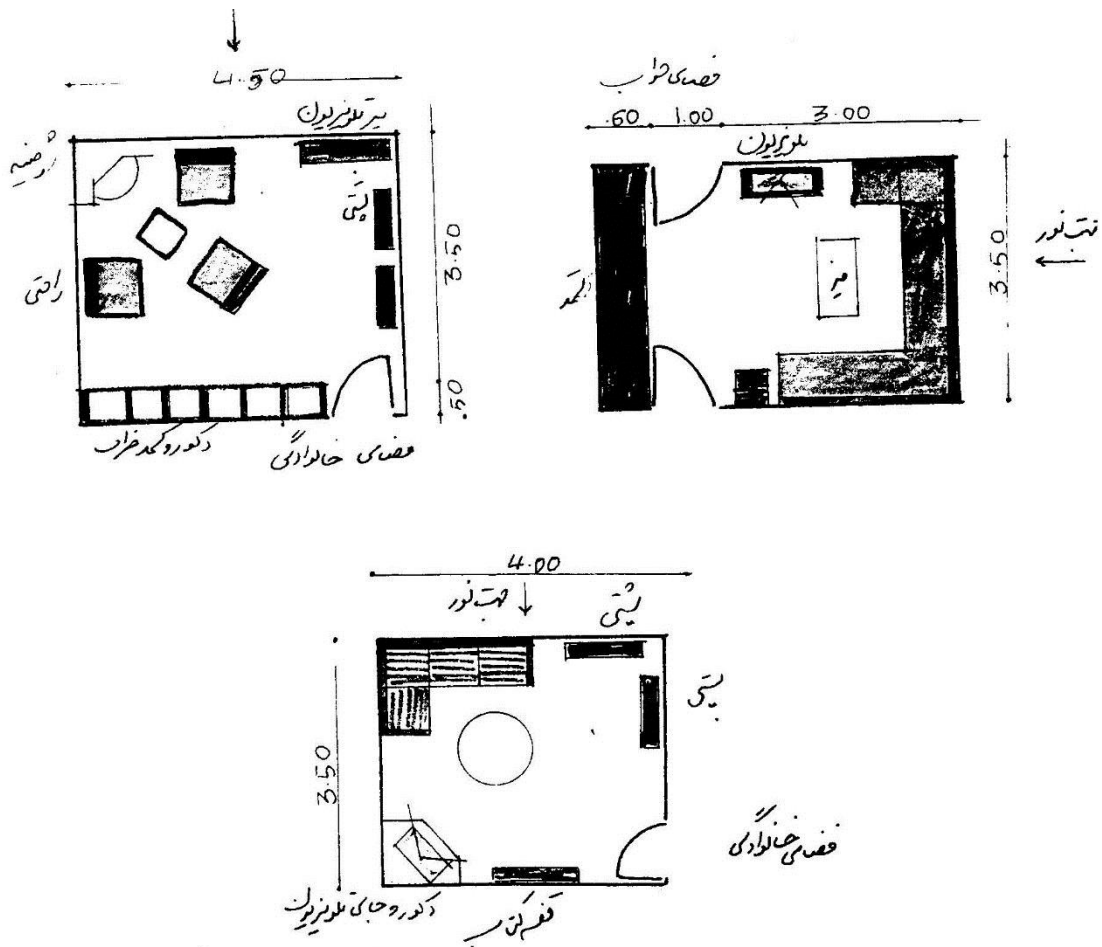 4.50
میز تلویزیون
پشتی
3.50
.50
راحتی
فضای خانوادگی
فضای خواب
.60
1.00
3.00
تلویزیون
میز
3.50
جهت نور
کمد
4.00
جهت نور
پشتی
پشتی
3.50
فضای خانوادگی
دکور و جای تلویزیون
قفسه کتاب